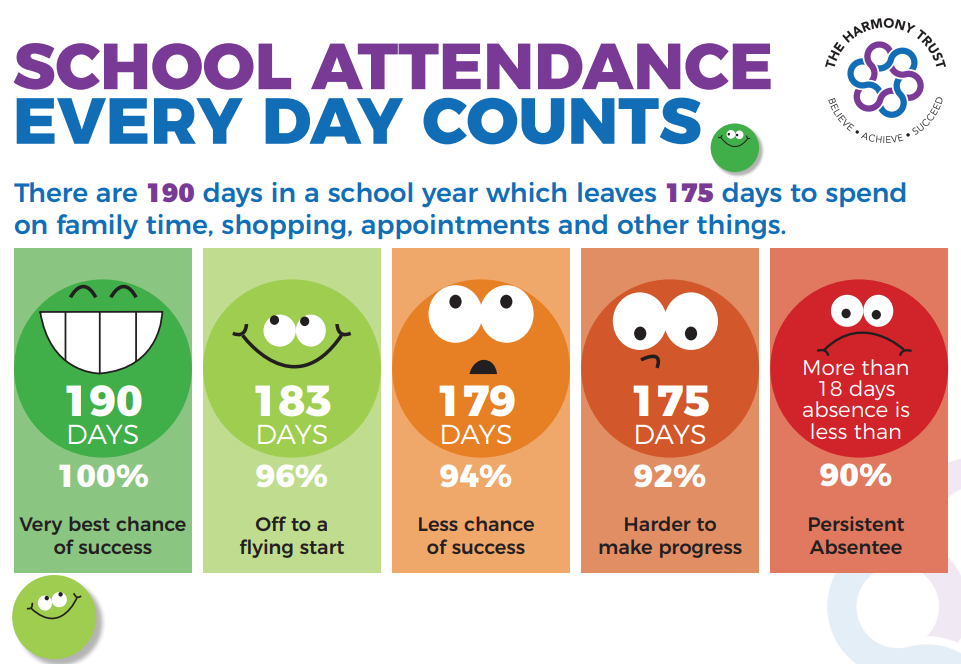 SCHOOL ATTENDANCE
EVERY DAY COUNTS
THE HARMONY TRUST
BELIEVE • ACHIEVE • SUCCEED
There are 190 days in a school year which leaves 175 days to spend
on family time, shopping, appointments and other things.
190
DAYS
100%
Very best chance
of success
183
DAYS
96%
Off to a
flying start
179
DAYS
94%
Less chance
of success
175
DAYS
92%
Harder to
make progress
More than
18 days
absence is
less than
90%
Persistent
Absentee